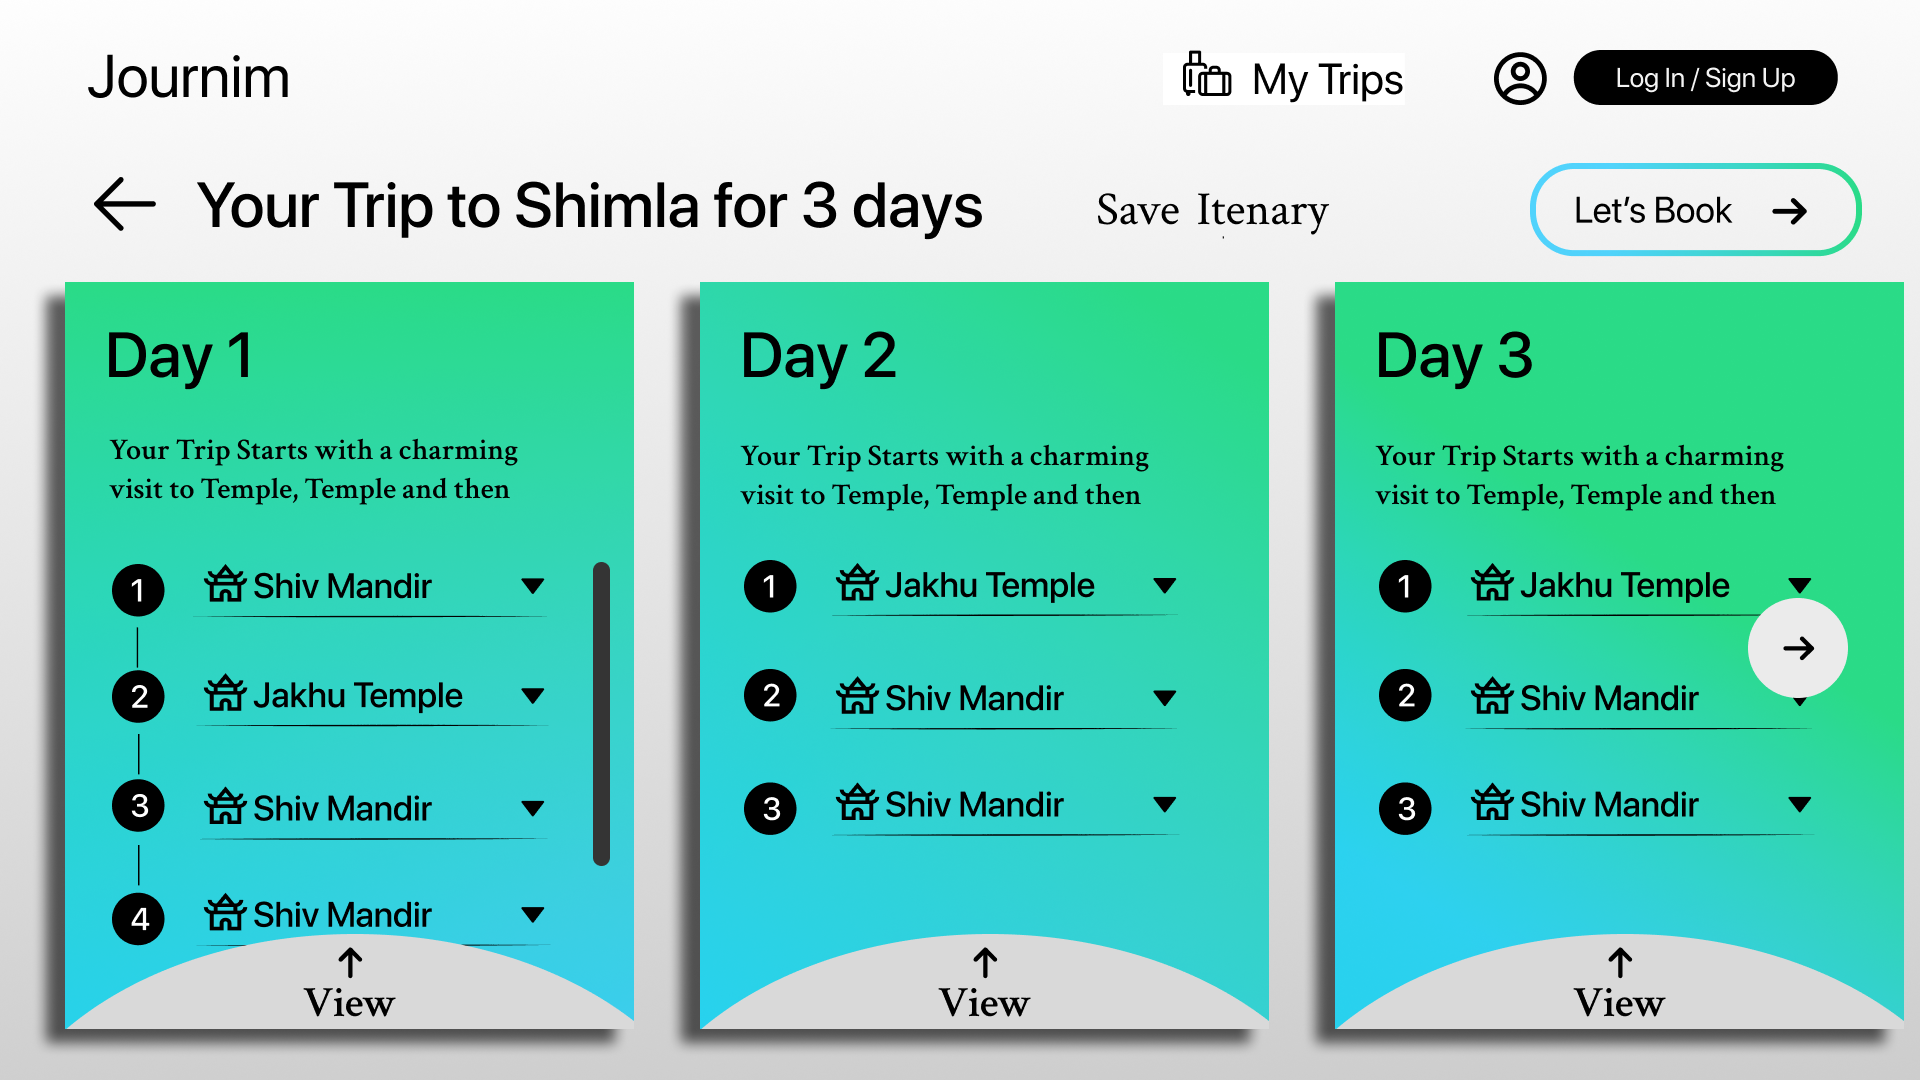 Journim
My Trips
Log In / Sign Up
Your Trip to Shimla for 3 days
Save Itenary
Let's Book
Day 1
Your Trip Starts with a charming
visit to Temple, Temple and then
1 Shiv Mandir
2 Jakhu Temple
3 Shiv Mandir
4 Shiv Mandir
View
Day 2
Your Trip Starts with a charming
visit to Temple, Temple and then
1 Jakhu Temple
2 Shiv Mandir
3 Shiv Mandir
View
Day 3
Your Trip Starts with a charming
visit to Temple, Temple and then
1 Jakhu Temple
2 Shiv Mandir
3 Shiv Mandir
View